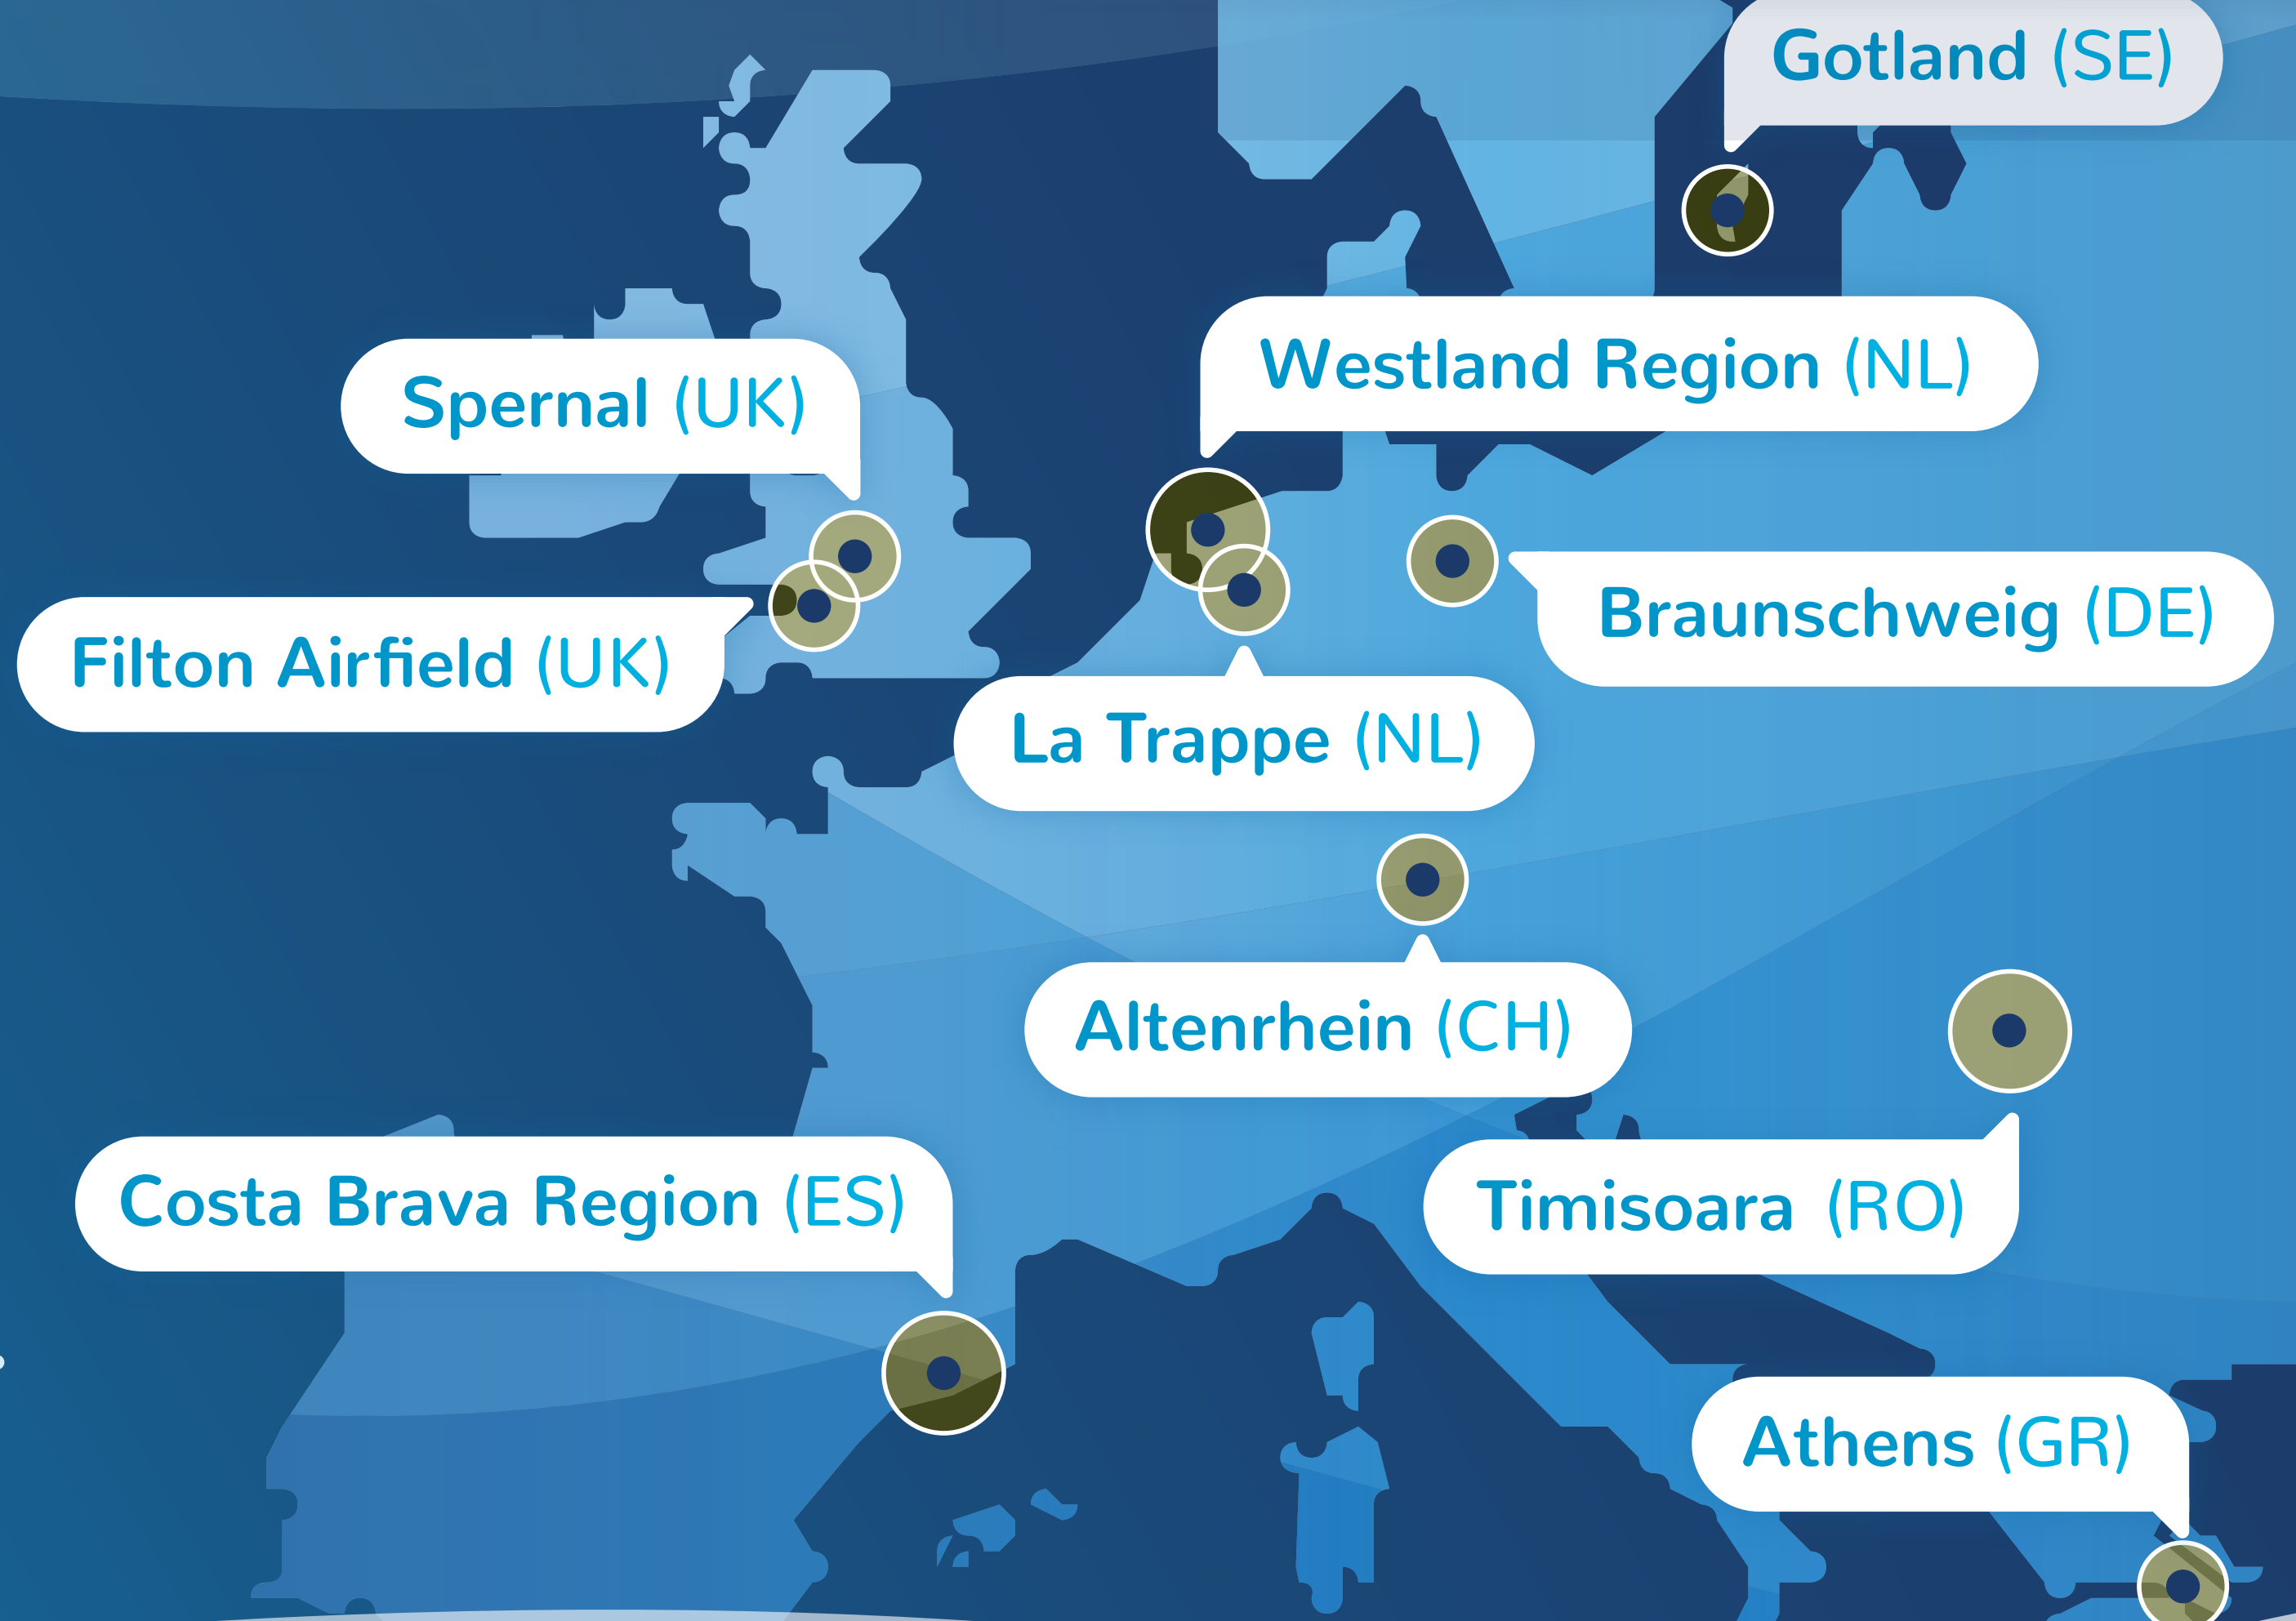 Gotland (SE)
Westland Region (NL)
Spernal (UK)
Braunschweig (DE)
Filton Airfield (UK)
La Trappe (NL)
Altenrhein (CH)
Costa Brava Region (ES)
Timisoara (RO)
Athens (GR)